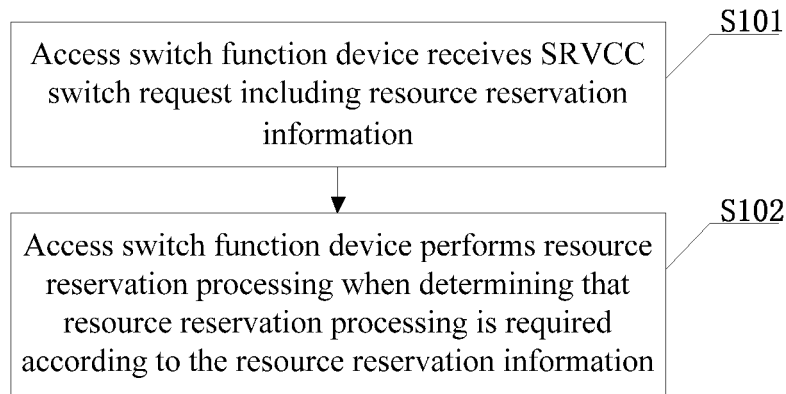 S101
Access switch function device receives SRVCC
switch request including resource reservation
information
S102
Access switch function device performs resource
reservation processing when determining that
resource reservation processing is required
according to the resource reservation information